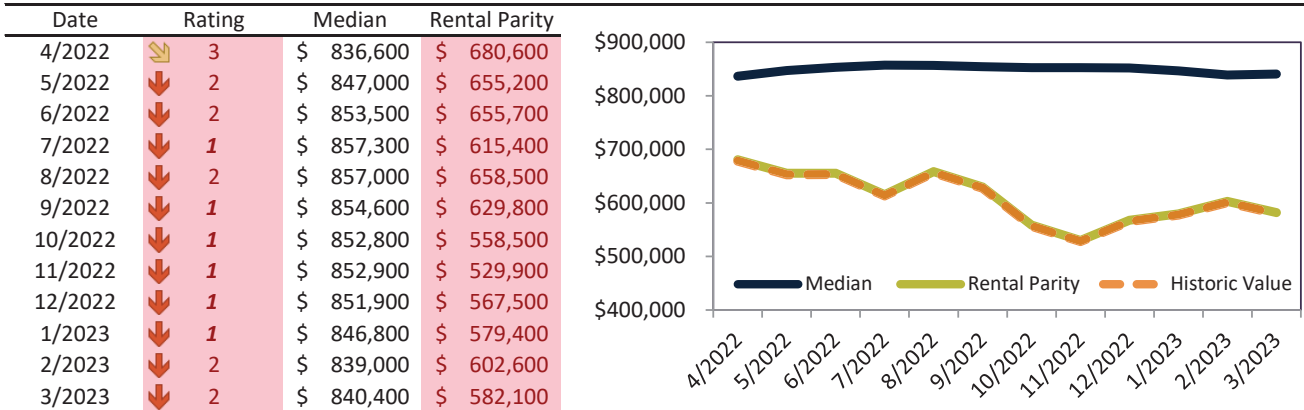 Date Rating Median Rental Parity
4/2022 3 $ 836,600 $ 680,600
5/2022 2 $ 847,000 $ 655,200
6/2022 2 $ 853,500 $ 655,700
7/2022 1 $ 857,300 $ 615,400
8/2022 2 $ 857,000 $ 658,500
9/2022 1 $ 854,600 $ 629,800
10/2022 1 $ 852,800 $ 558,500
11/2022 1 $ 852,900 $ 529,900
12/2022 1 $ 851,900 $ 567,500
1/2023 1 $ 846,800 $ 579,400
2/2023 2 $ 839,000 $ 602,600
3/2023 2 $ 840,400 $ 582,100
$900,000
$800,000
$700,000
$600,000
$500,000
$400,000
Median Rental Parity Historic Value
4/2022 5/2022 6/2022 7/2022 8/2022 9/2022 10/2022 11/2022 12/2022 1/2023 2/2023 3/2023